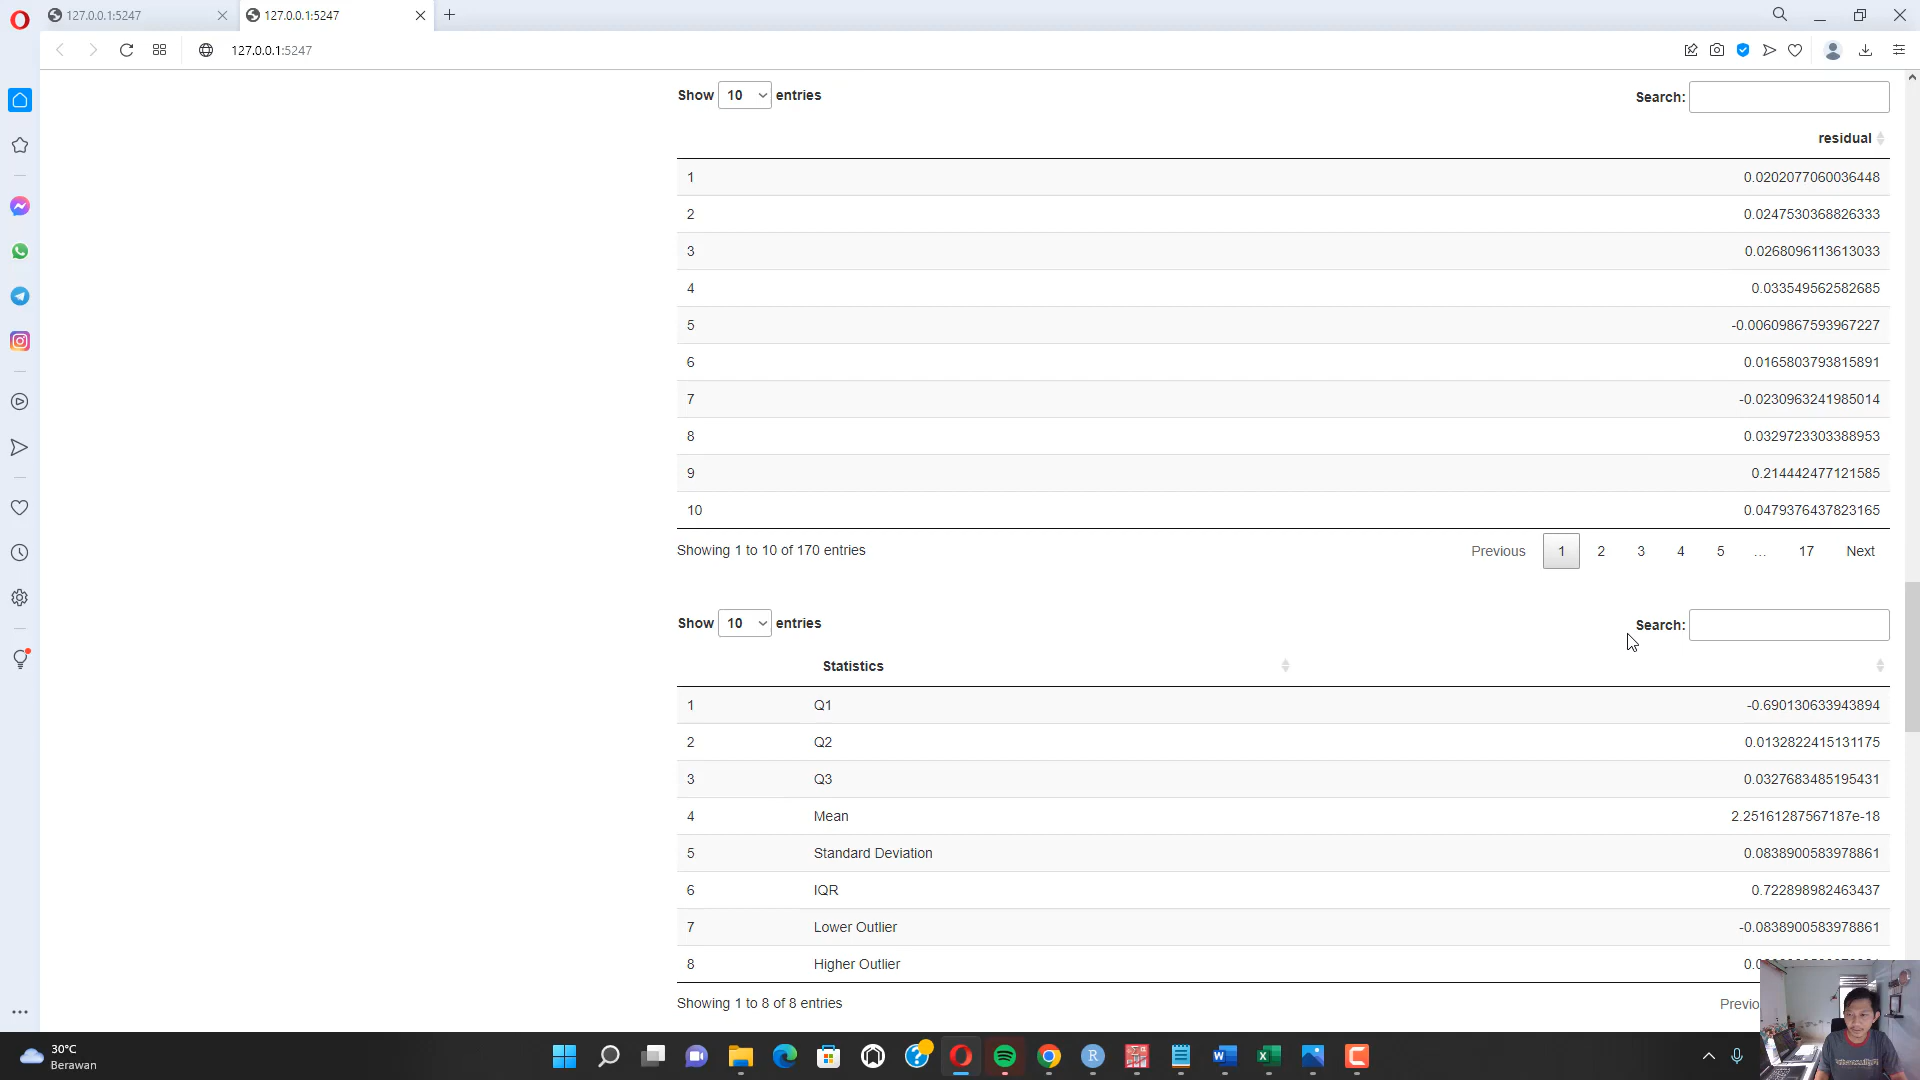 127.0.0.1:5247
127.0.0.1:5247
127.0.0.1:5247
Show 10 entries
Search:
residual
1 0.0202077060036448
2 0.0247530368826333
3 0.0268096113613033
4 0.033549562582685
5 -0.00609867593967227
6 0.0165803793815891
7 -0.0230963241985014
8 0.0329723303388953
9 0.214442477121585
10 0.0479376437823165
Showing 1 to 10 of 170 entries
Previous 1 2 3 4 5 … 17 Next
Show 10 entries
Search:
Statistics
1 Q1 -0.690130633943894
2 Q2 0.0132822415131175
3 Q3 0.0327683485195431
4 Mean 2.25161287567187e-18
5 Standard Deviation 0.0838900583978861
6 IQR 0.722898982463437
7 Lower Outlier -0.0838900583978861
8 Higher Outlier
Showing 1 to 8 of 8 entries
30°C
Berawan